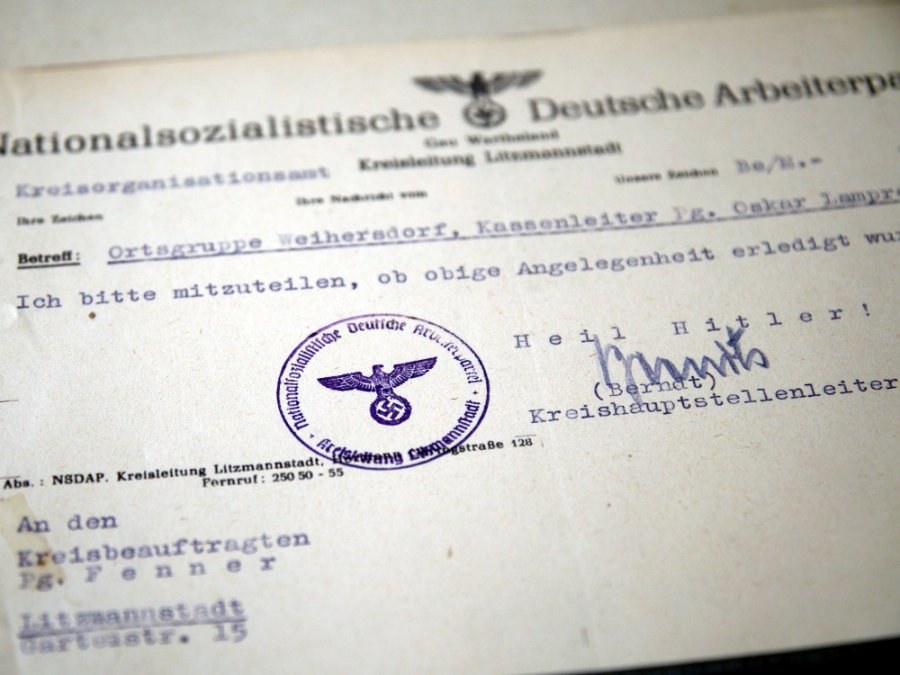 Nationalsozialistische Deutsche Arbeiterpa
Gau Wartheland
Kreisleitung Litzmannstadt
Kreisorganisationsamt
Ihre Zeichen
Ihre Nachricht vom
Unsere Zeichen Be/M.-
Betreff: Ortsgruppe Weihersdorf, Kassenleiter Pg. Oskar Lampre
Ich bitte mitzuteilen, ob obige Angelegenheit erledigt wu
Heil Hitler!
Nationalsozialistische Deutsche Arbeiterpartei
Kreisleitung Litzmannstadt
(Berndt)
Kreishauptstellenleiter
Abs.: NSDAP. Kreisleitung Litzmannstadt, 128
Fernruf: 250 50 - 55
An den
Kreisbeauftragten
Pg. Fenner
Litzmannstadt
Gartenstr. 15